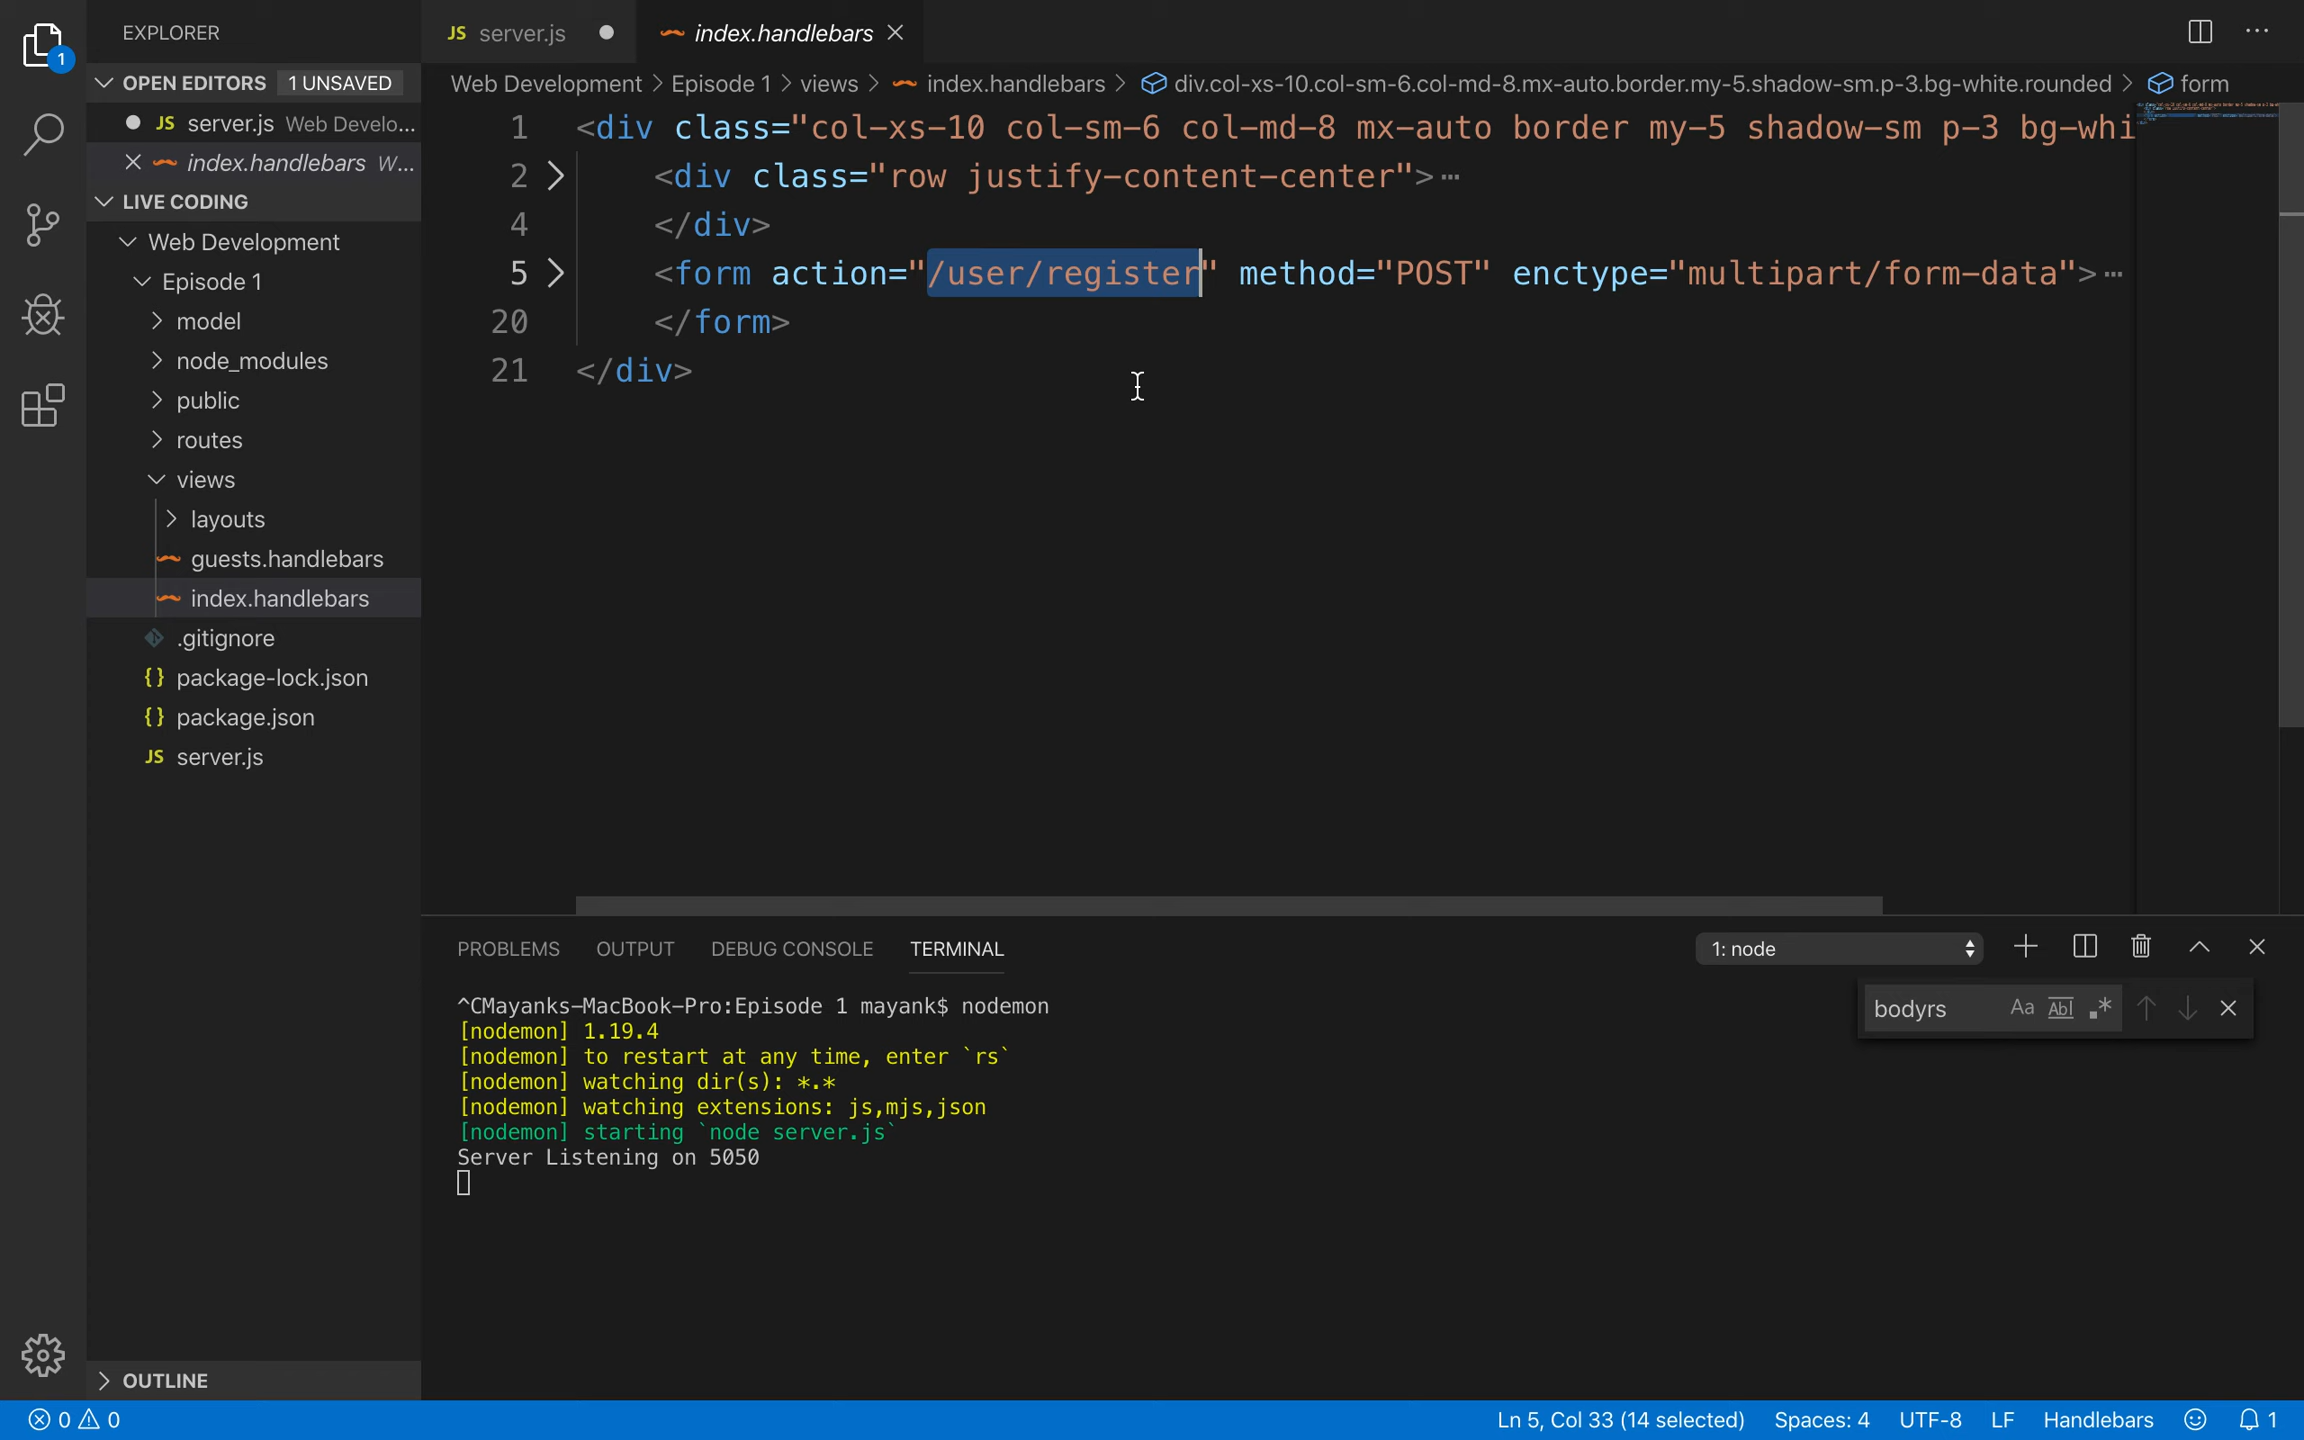 EXPLORER
OPEN EDITORS 1 UNSAVED
JS server.js Web Develo...
index.handlebars W...
LIVE CODING
Web Development
Episode 1
model
node_modules
public
routes
views
layouts
guests.handlebars
index.handlebars
.gitignore
{} package-lock.json
{} package.json
JS server.js
OUTLINE
1
JS server.js
index.handlebars
Web Development > Episode 1 > views > index.handlebars > div.col-xs-10.col-sm-6.col-md-8.mx-auto.border.my-5.shadow-sm.p-3.bg-white.rounded > form
1 <div class="col-xs-10 col-sm-6 col-md-8 mx-auto border my-5 shadow-sm p-3 bg-whi
2 <div class="row justify-content-center">…
4 </div>
5 <form action="/user/register" method="POST" enctype="multipart/form-data">…
20 </form>
21 </div>
PROBLEMS OUTPUT DEBUG CONSOLE TERMINAL 1: node
bodyrs Aa Abl .*
^CMayanks-MacBook-Pro:Episode 1 mayank$ nodemon
[nodemon] 1.19.4
[nodemon] to restart at any time, enter `rs`
[nodemon] watching dir(s): *.*
[nodemon] watching extensions: js,mjs,json
[nodemon] starting `node server.js`
Server Listening on 5050
0 0 Ln 5, Col 33 (14 selected) Spaces: 4 UTF-8 LF Handlebars 1